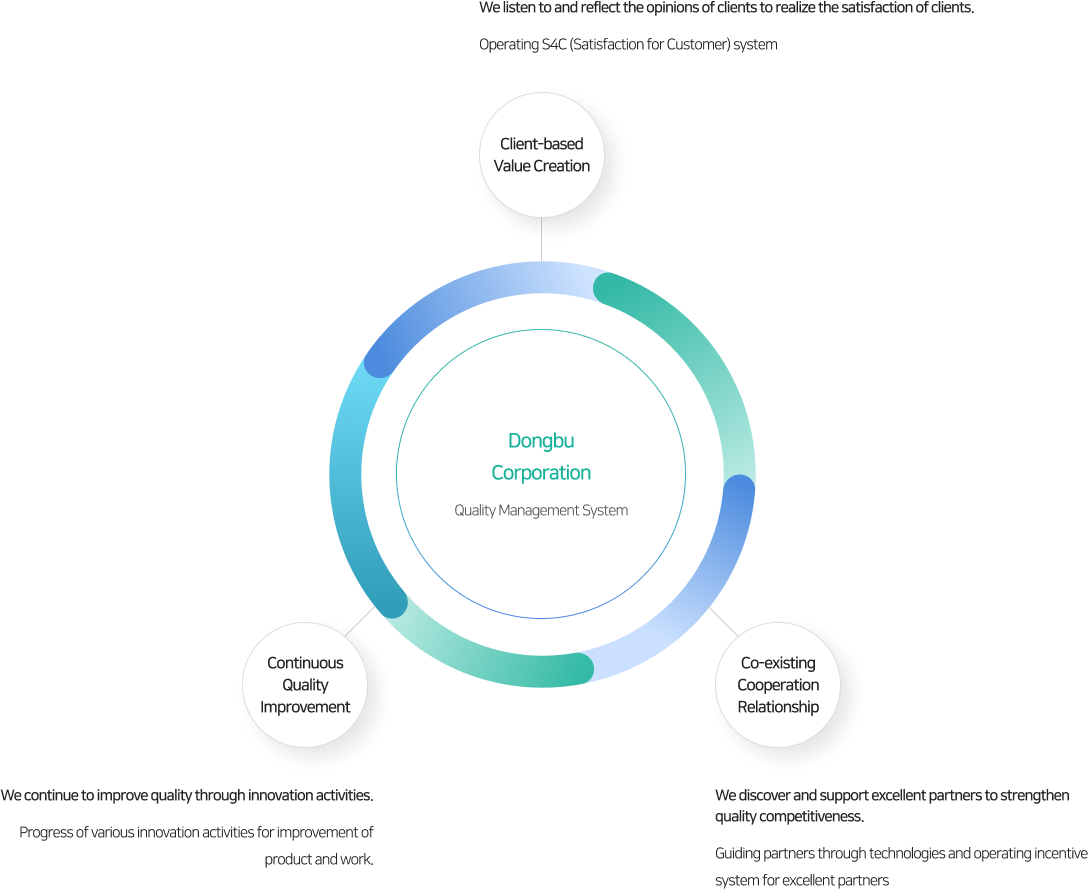 We listen to and reflect the opinions of clients to realize the satisfaction of clients.
Operating S4C (Satisfaction for Customer) system
Client-based
Value Creation
Dongbu
Corporation
Quality Management System
Continuous
Quality
Improvement
Co-existing
Cooperation
Relationship
We continue to improve quality through innovation activities.
Progress of various innovation activities for improvement of
product and work.
We discover and support excellent partners to strengthen
quality competitiveness.
Guiding partners through technologies and operating incentive
system for excellent partners